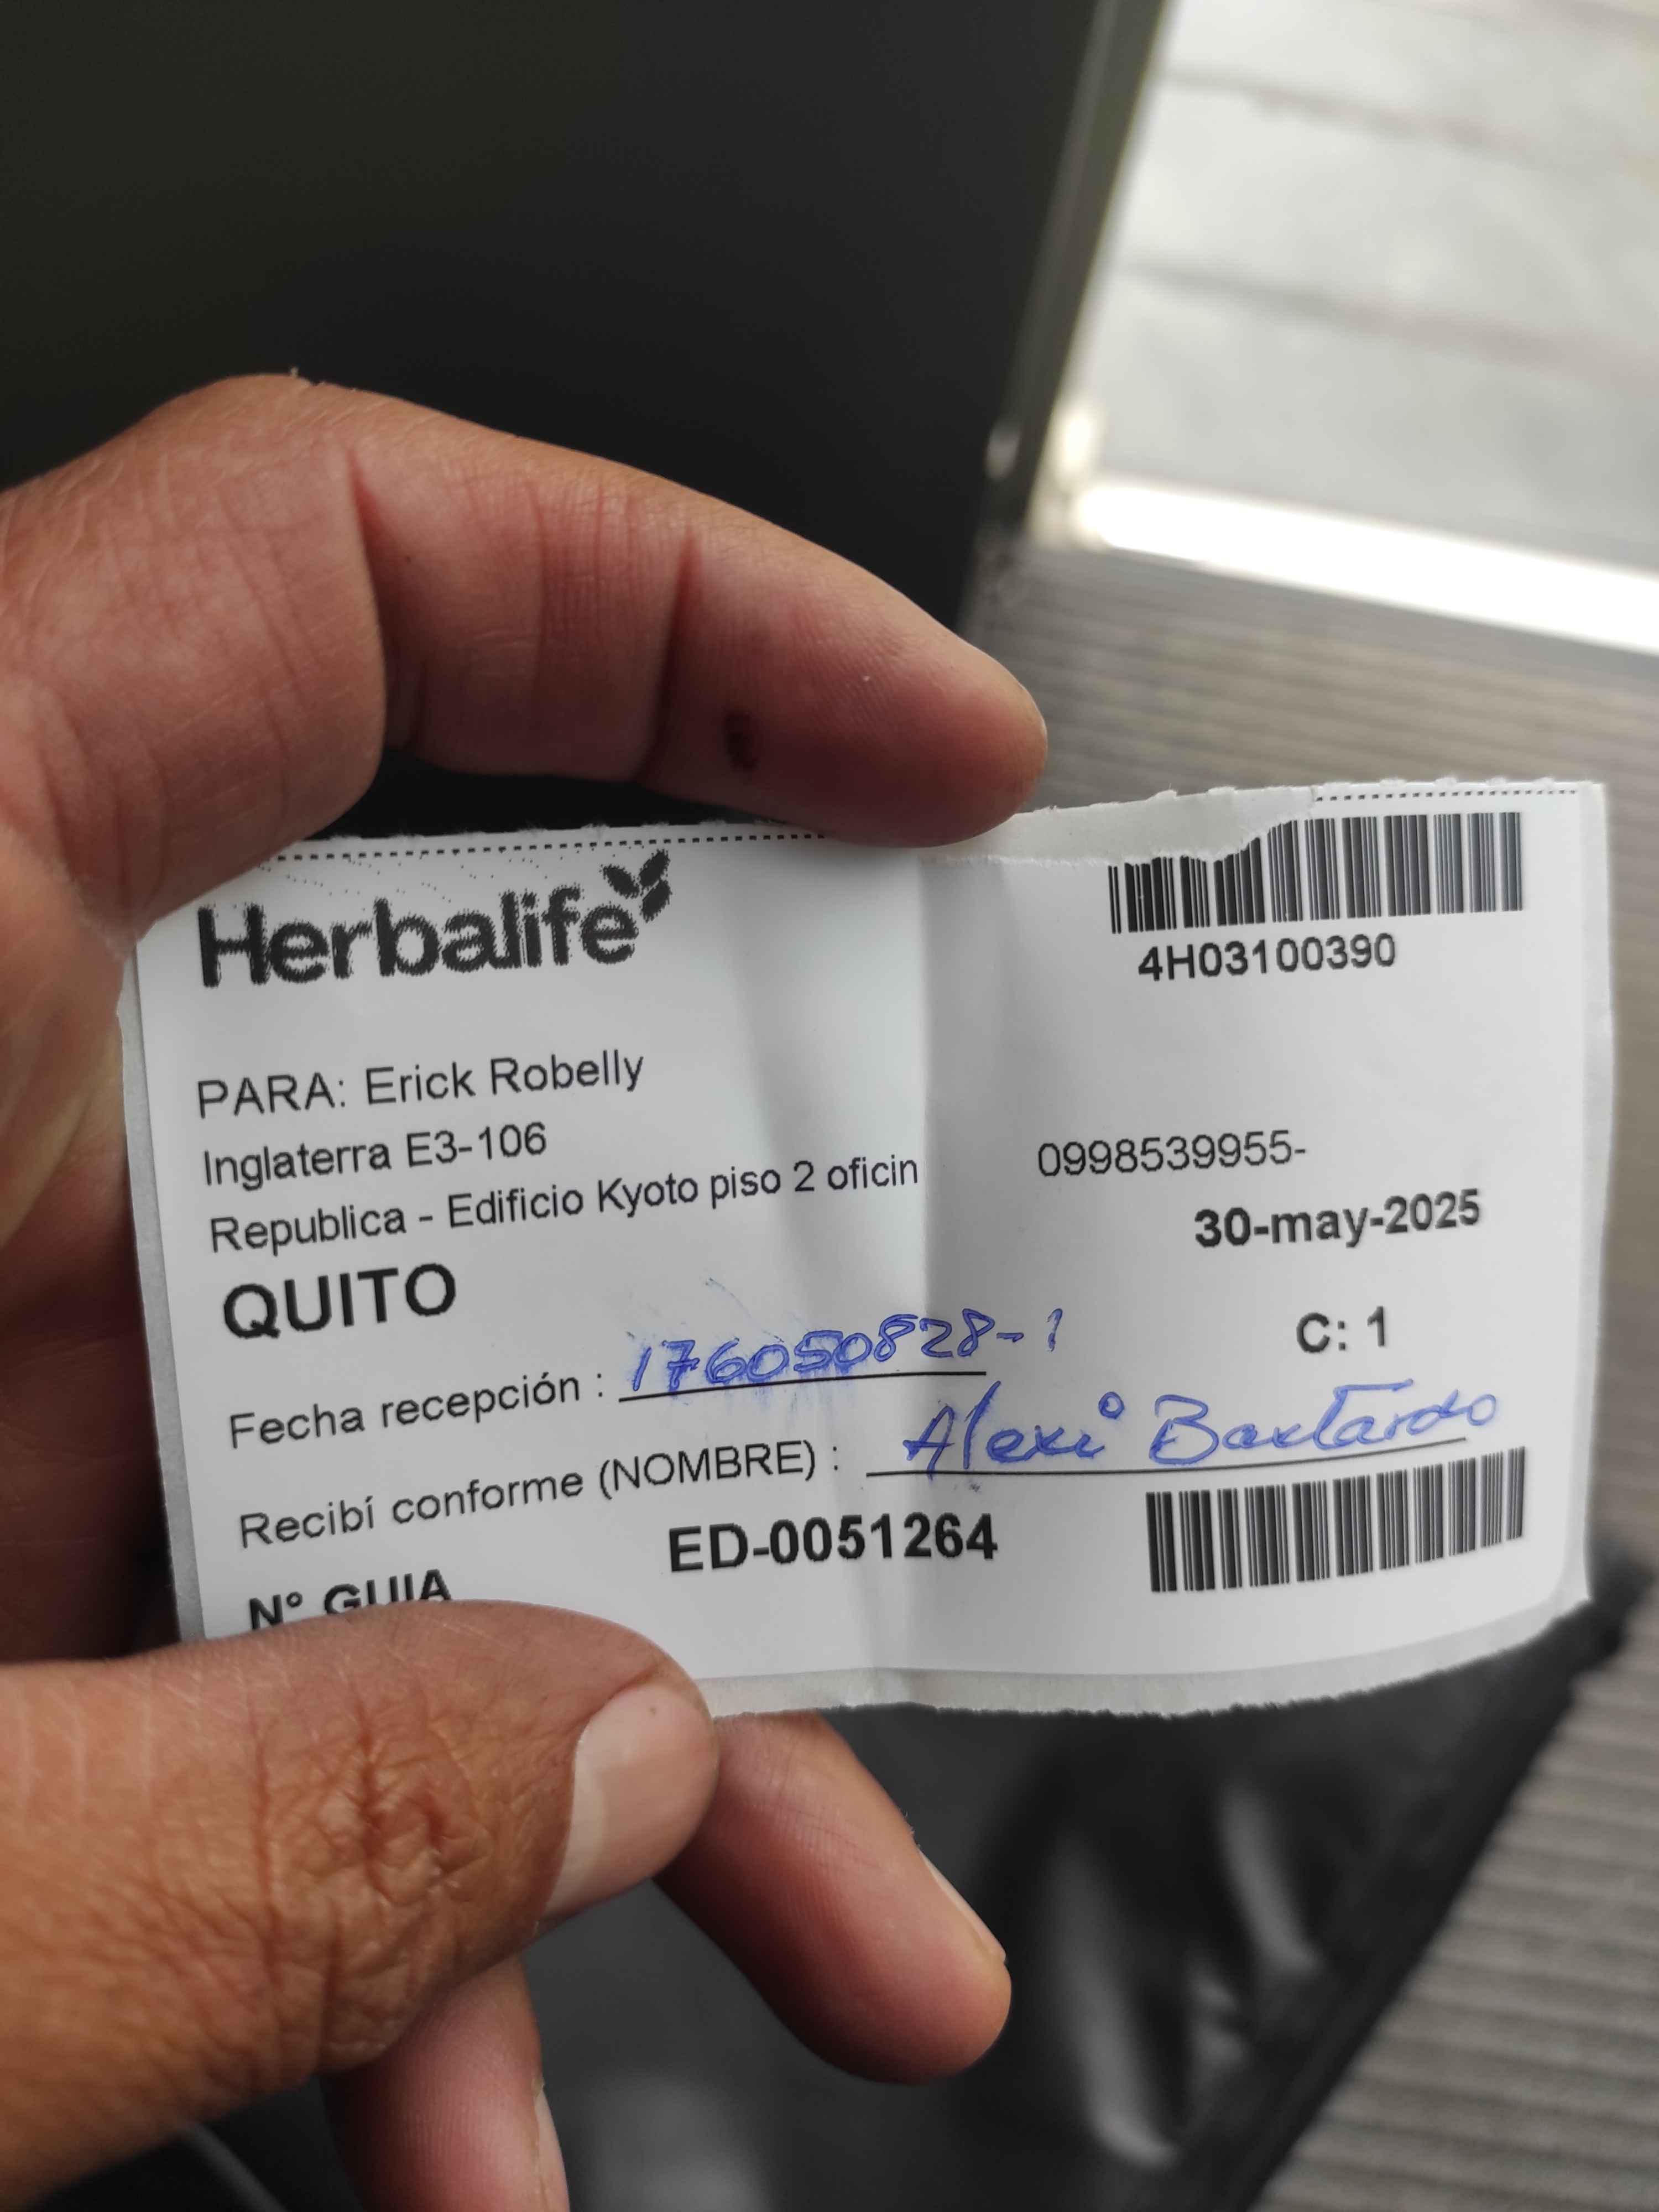 Herbalife
4H03100390
PARA: Erick Robelly
Inglaterra E3-106
0998539955-
Republica - Edificio Kyoto piso 2 oficin
30-may-2025
QUITO
C: 1
Fecha recepción : 176050828-1
Recibí conforme (NOMBRE) : Alexi Bastardo
ED-0051264
N° GUIA